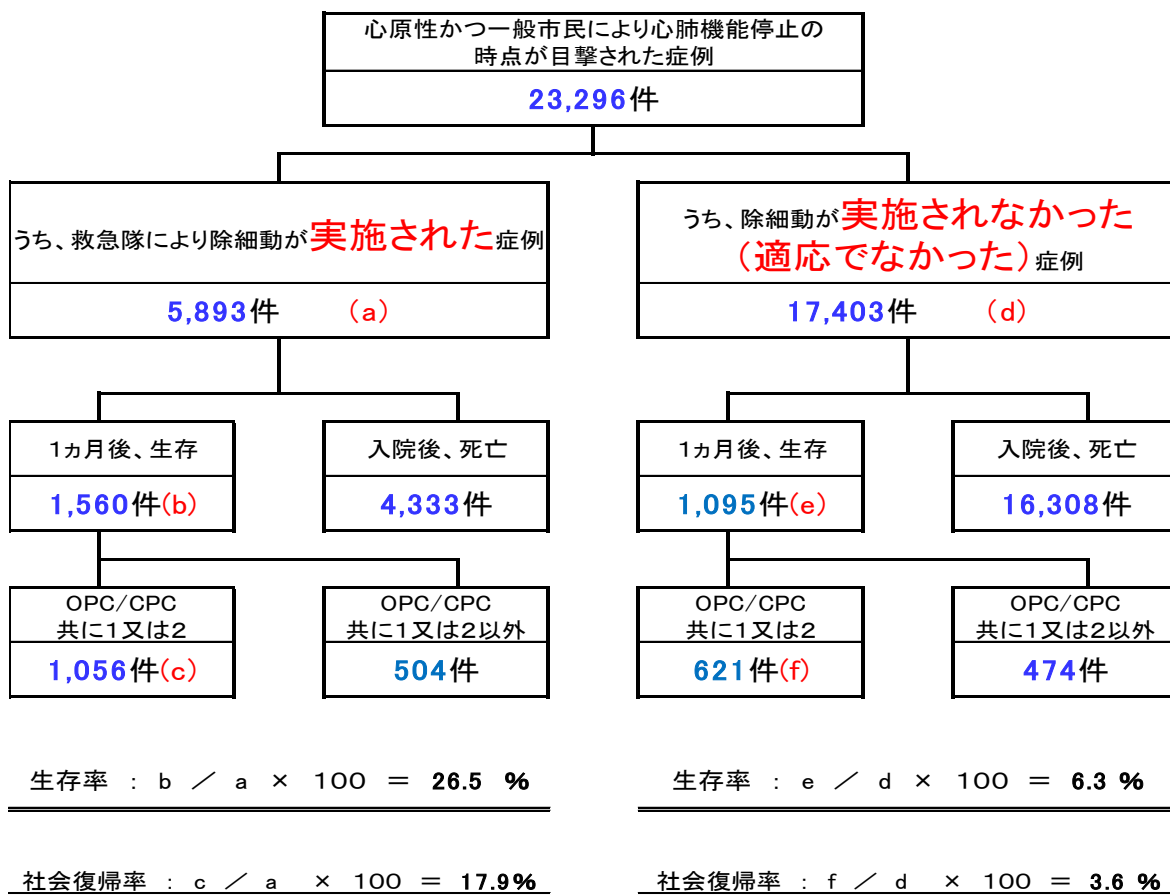 心原性かつ一般市民により心肺機能停止の
時点が目撃された症例
23,296件
うち、救急隊により除細動が実施された症例
5,893件 (a)
うち、除細動が実施されなかった
(適応でなかった)症例
17,403件 (d)
1ヵ月後、生存
1,560件(b)
入院後、死亡
4,333件
1ヵ月後、生存
1,095件(e)
入院後、死亡
16,308件
OPC/CPC
共に1又は2
1,056件(c)
OPC/CPC
共に1又は2以外
504件
OPC/CPC
共に1又は2
621件(f)
OPC/CPC
共に1又は2以外
474件
生存率 : b / a × 100 = 26.5 %
生存率 : e / d × 100 = 6.3 %
社会復帰率 : c / a × 100 = 17.9%
社会復帰率 : f / d × 100 = 3.6 %